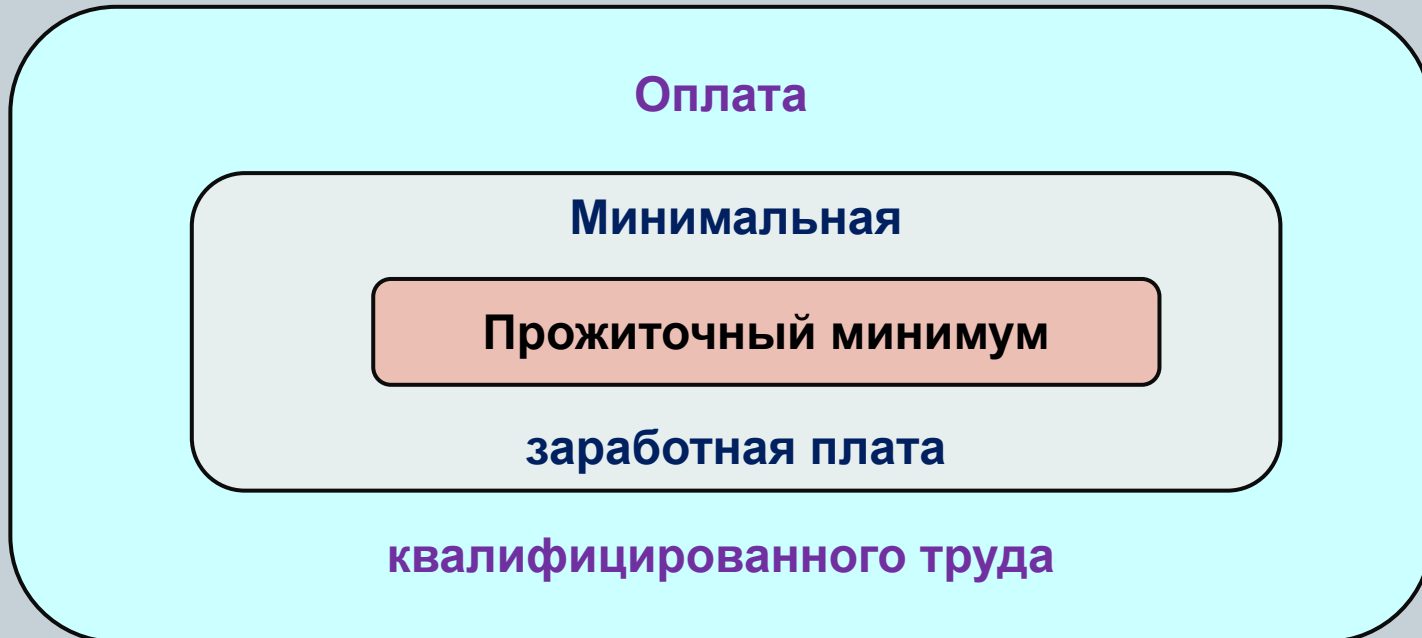 Оплата
Минимальная
Прожиточный минимум
заработная плата
квалифицированного труда